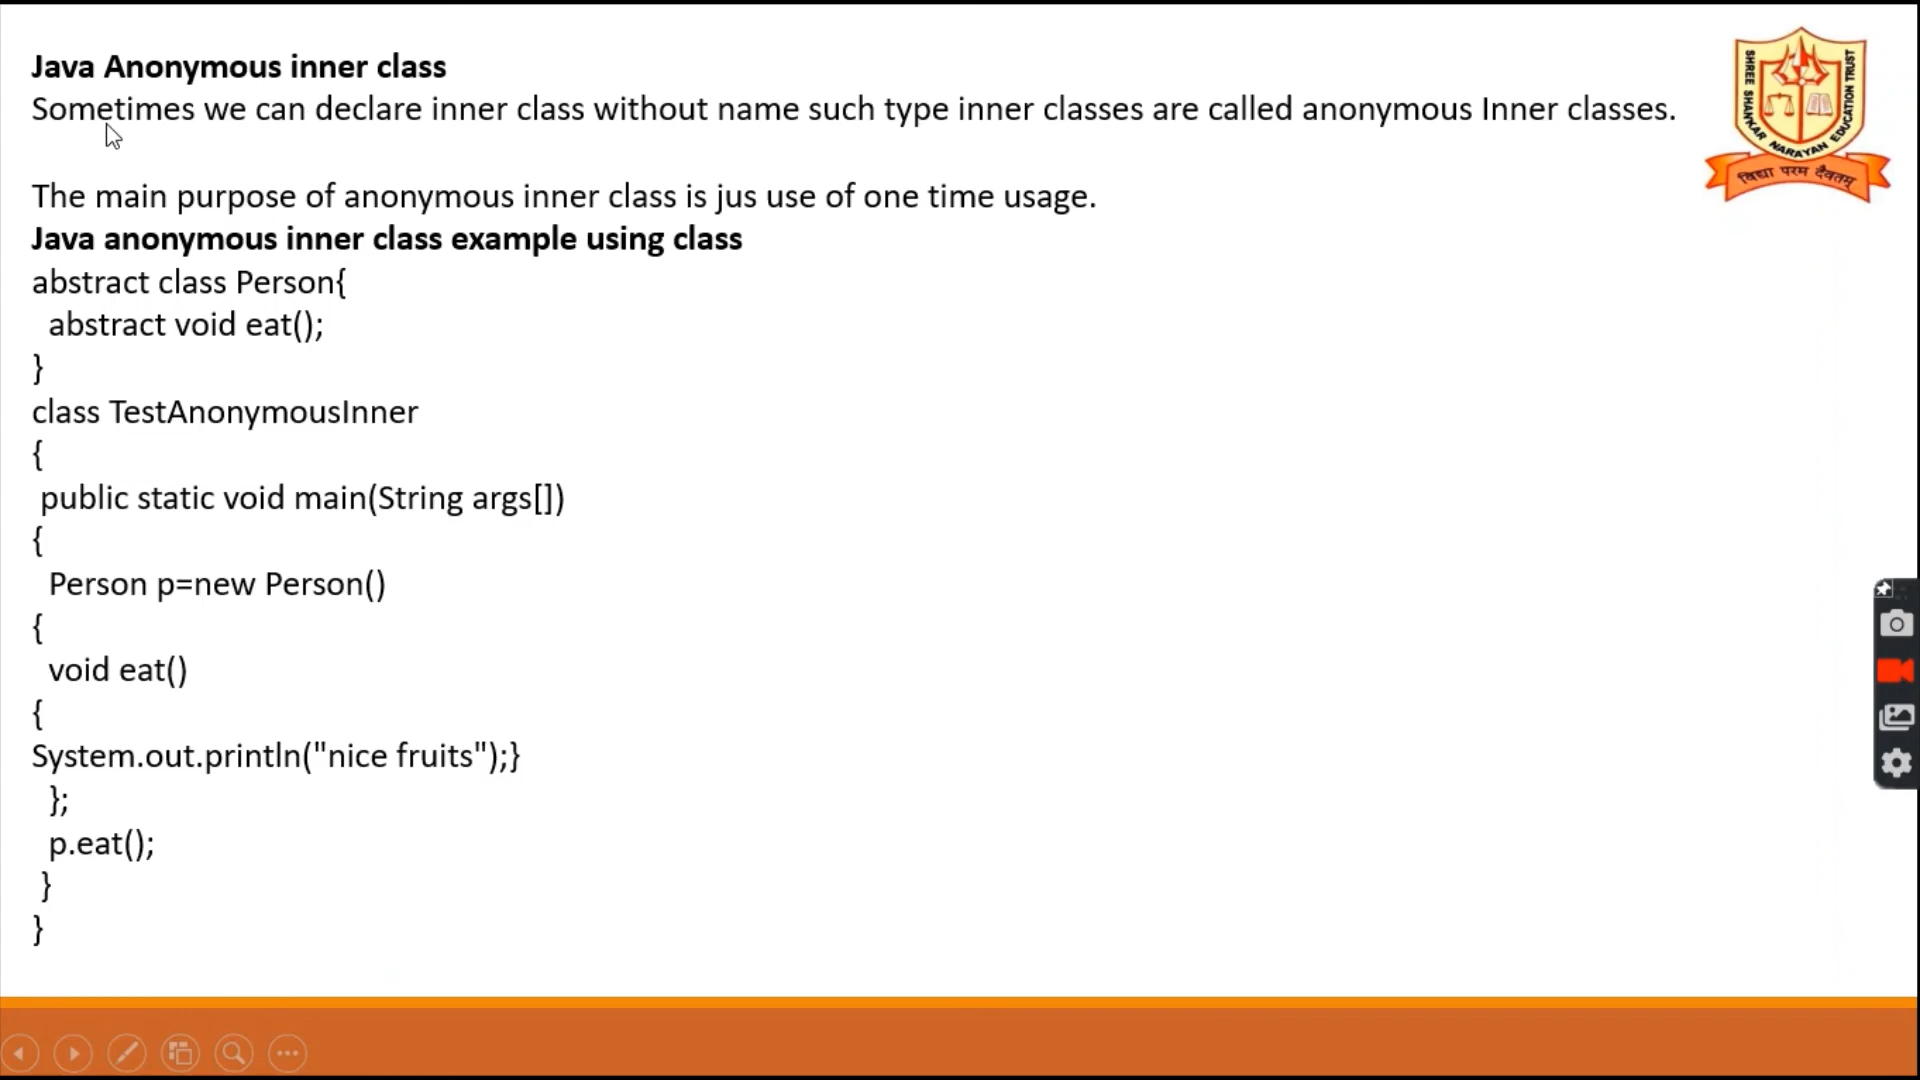 Java Anonymous inner class
Sometimes we can declare inner class without name such type inner classes are called anonymous Inner classes.
The main purpose of anonymous inner class is jus use of one time usage.
Java anonymous inner class example using class
abstract class Person{
abstract void eat();
}
class TestAnonymousInner
{
public static void main(String args[])
{
Person p=new Person()
{
void eat()
{
System.out.println("nice fruits");}
};
p.eat();
}
}
SHREE SHANKAR NARAYAN EDUCATION TRUST
विद्या परम दैवतम्